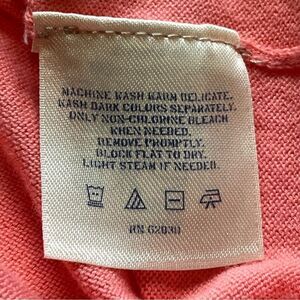 MACHINE WASH WARM DELICATE.
WASH DARK COLORS SEPARATELY.
ONLY NON-CHLORINE BLEACH
WHEN NEEDED.
REMOVE PROMPTLY.
BLOCK FLAT TO DRY.
LIGHT STEAM IF NEEDED.
RN 62830